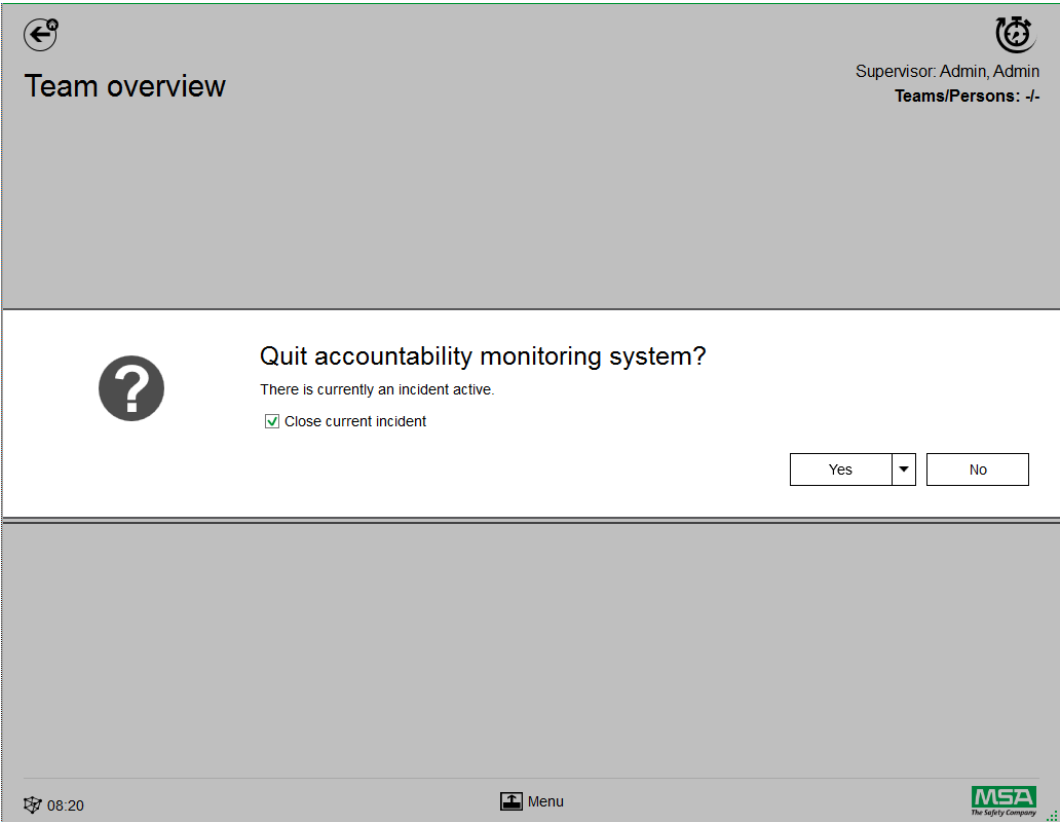 Team overview
Supervisor: Admin, Admin
Teams/Persons: -/-
Quit accountability monitoring system?
There is currently an incident active.
Close current incident
Yes
No
08:20
Menu
MSA
The Safety Company